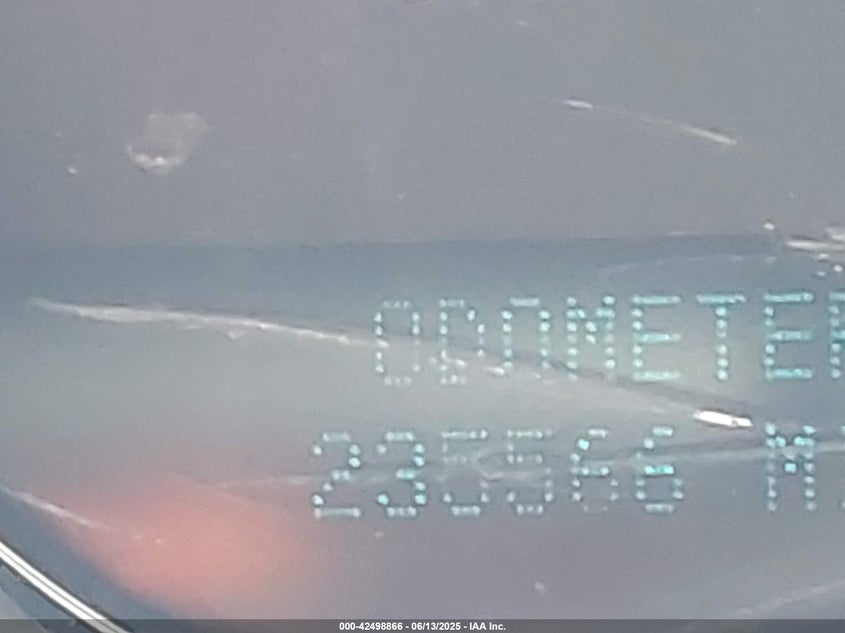 ODOMETER
235566 MI
000-42498866 - 06/13/2025 - IAA Inc.